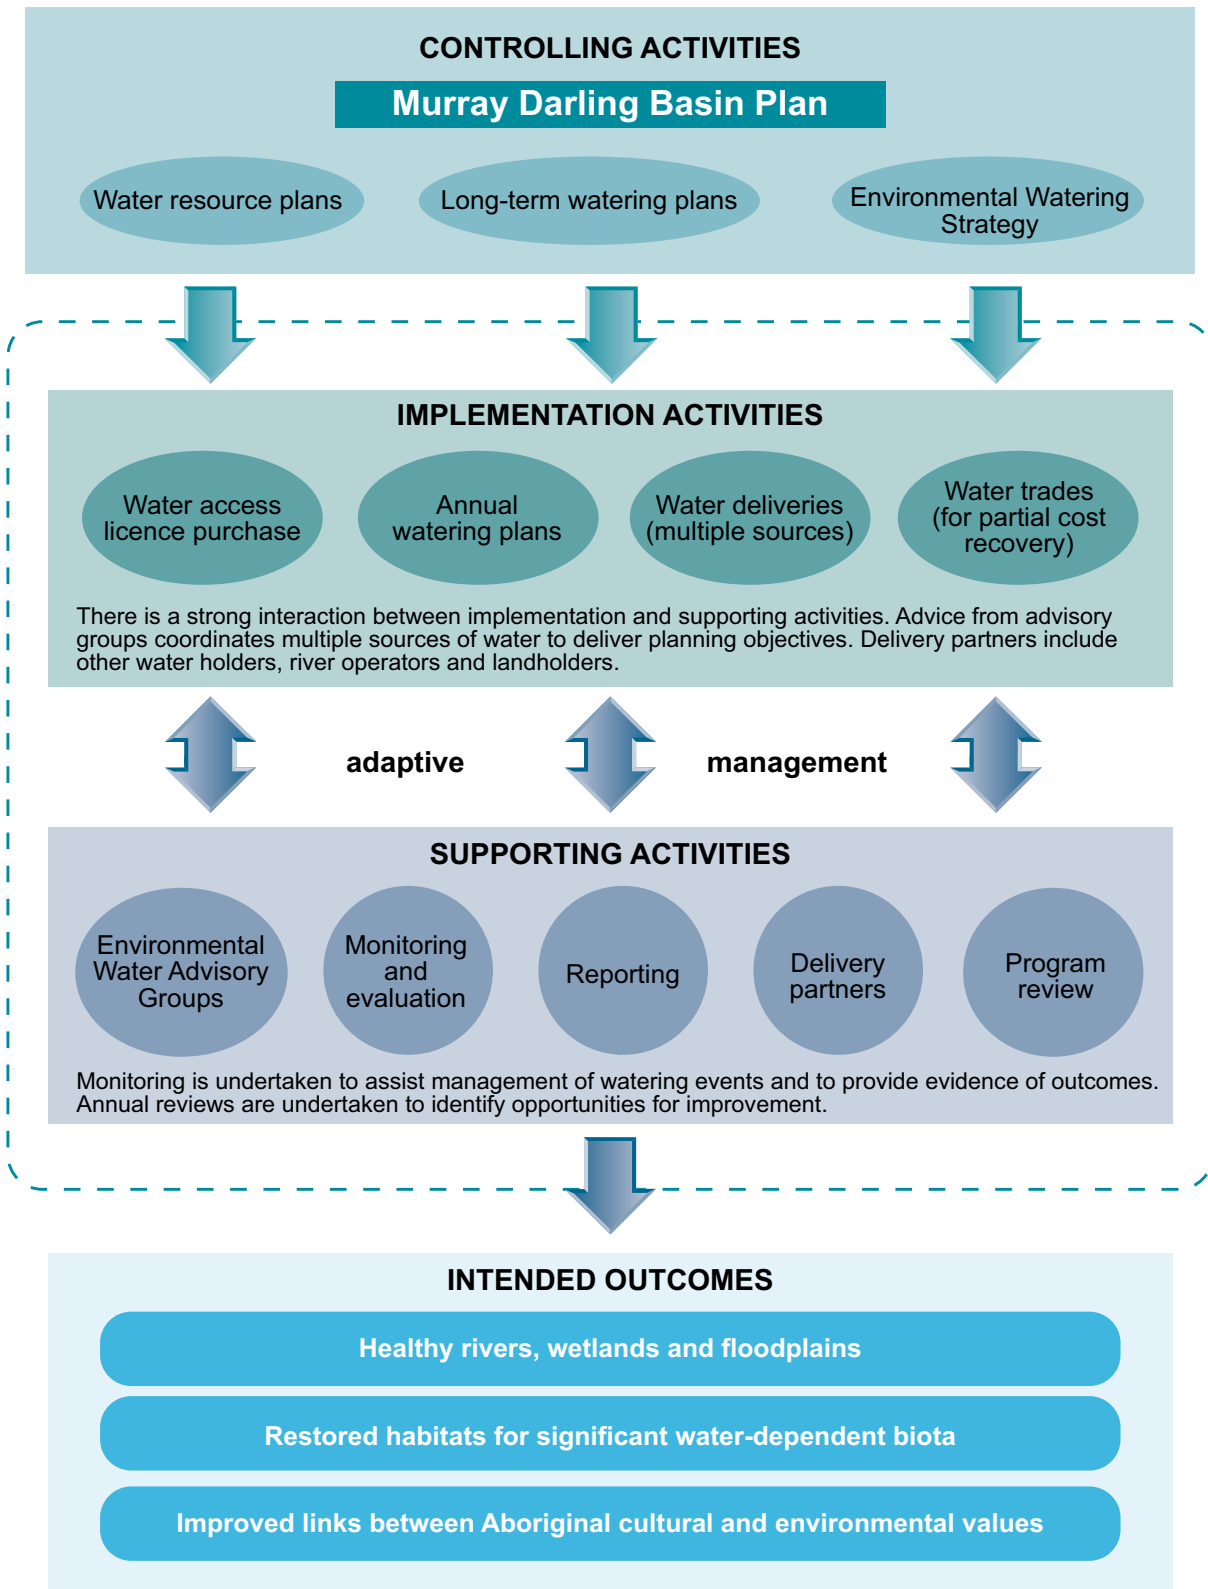 CONTROLLING ACTIVITIES
Murray Darling Basin Plan
Water resource plans
Long-term watering plans
Environmental Watering
Strategy
IMPLEMENTATION ACTIVITIES
Water access
licence purchase
Annual
watering plans
Water deliveries
(multiple sources)
Water trades
(for partial cost
recovery)
There is a strong interaction between implementation and supporting activities. Advice from advisory
groups coordinates multiple sources of water to deliver planning objectives. Delivery partners include
other water holders, river operators and landholders.
adaptive
management
SUPPORTING ACTIVITIES
Environmental
Water Advisory
Groups
Monitoring
and
evaluation
Reporting
Delivery
partners
Program
review
Monitoring is undertaken to assist management of watering events and to provide evidence of outcomes.
Annual reviews are undertaken to identify opportunities for improvement.
INTENDED OUTCOMES
Healthy rivers, wetlands and floodplains
Restored habitats for significant water-dependent biota
Improved links between Aboriginal cultural and environmental values